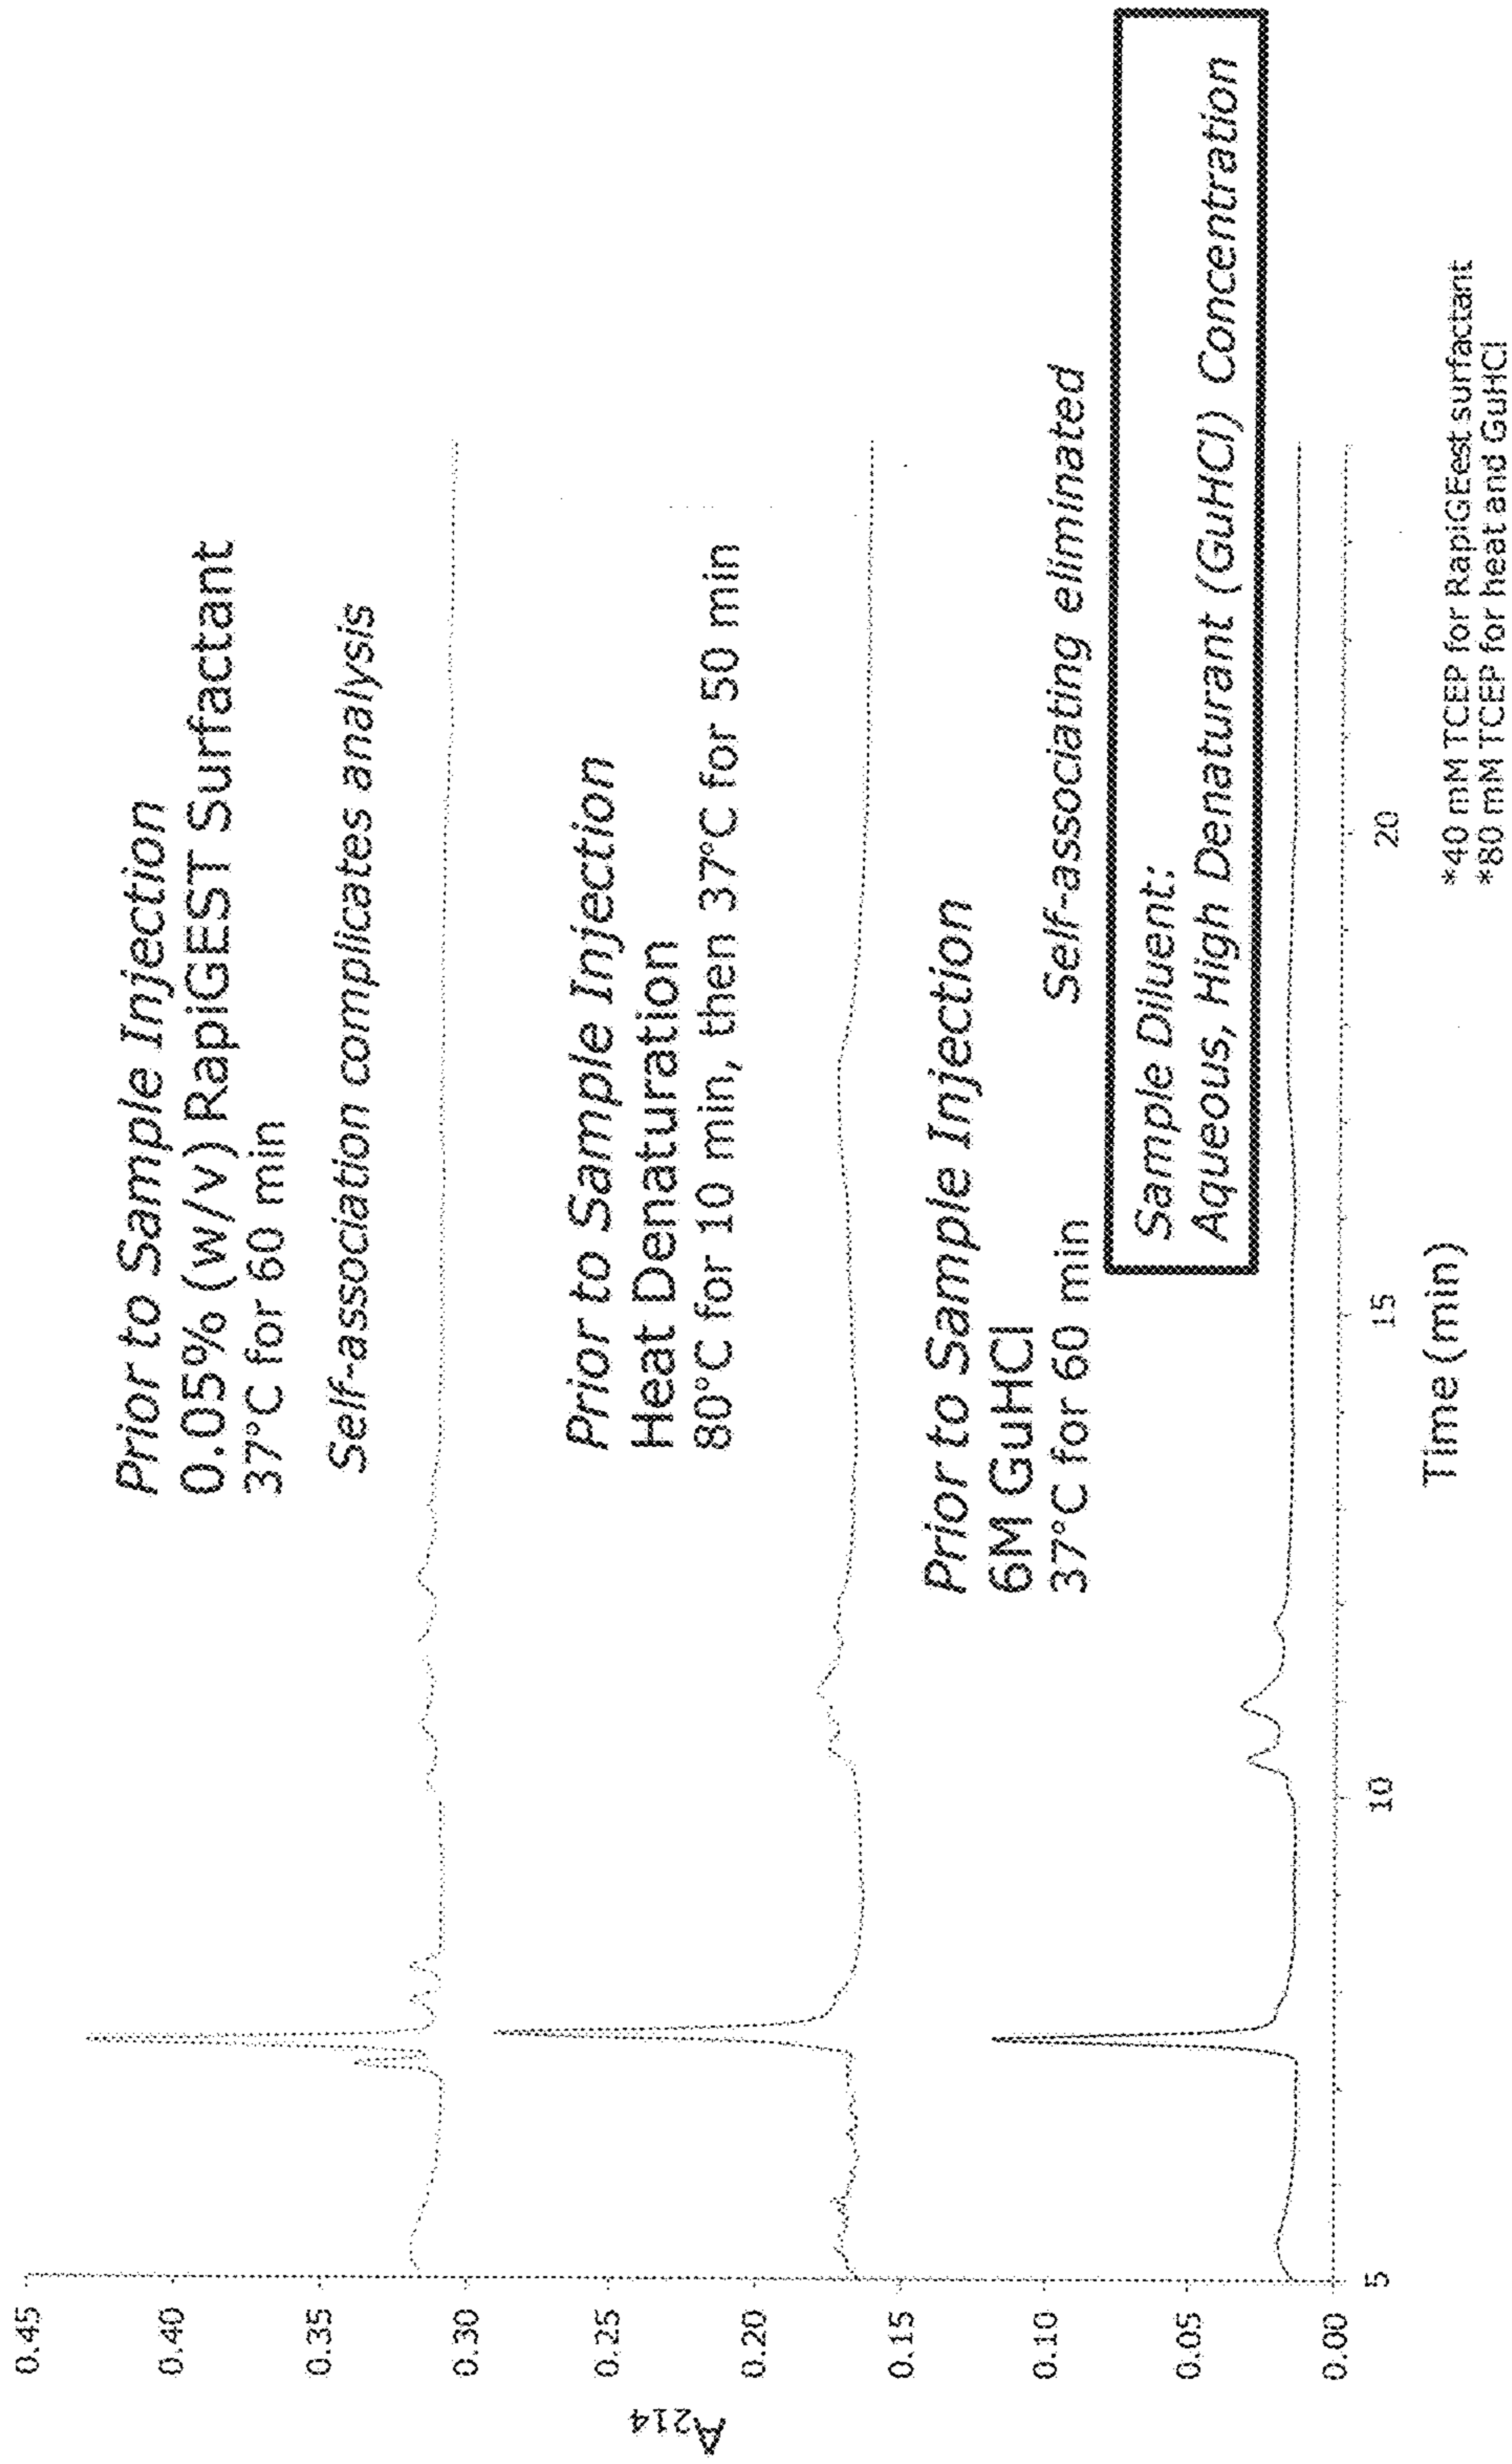 Prior to Sample Injection
0.05% (w/v) RapiGEST Surfactant
37°C for 60 min
Self-association complicates analysis
Prior to Sample Injection
Heat Denaturation
80°C for 10 min, then 37°C for 50 min
Prior to Sample Injection
6M GuHCl
37°C for 60 min
Self-associating eliminated
Sample Diluent:
Aqueous, High Denaturant (GuHCl) Concentration
A214
0.45
0.40
0.35
0.30
0.25
0.20
0.15
0.10
0.05
0.00
5
10
15
20
Time (min)
*40 mM TCEP for RapiGEest surfactant
*80 mM TCEP for heat and GuHCl